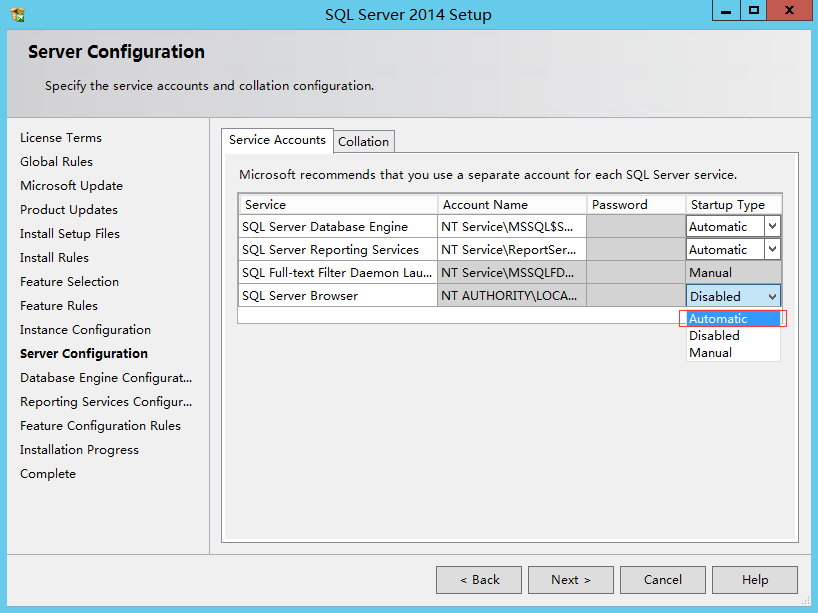 SQL Server 2014 Setup
Server Configuration
Specify the service accounts and collation configuration.
License Terms
Global Rules
Microsoft Update
Product Updates
Install Setup Files
Install Rules
Feature Selection
Feature Rules
Instance Configuration
Server Configuration
Database Engine Configurat...
Reporting Services Configur...
Feature Configuration Rules
Installation Progress
Complete
Service Accounts Collation
Microsoft recommends that you use a separate account for each SQL Server service.
Service Account Name Password Startup Type
SQL Server Database Engine NT Service\MSSQL$S... Automatic
SQL Server Reporting Services NT Service\ReportSer... Automatic
SQL Full-text Filter Daemon Lau... NT Service\MSSQLFD... Manual
SQL Server Browser NT AUTHORITY\LOCA... Disabled
Automatic
Disabled
Manual
< Back Next > Cancel Help